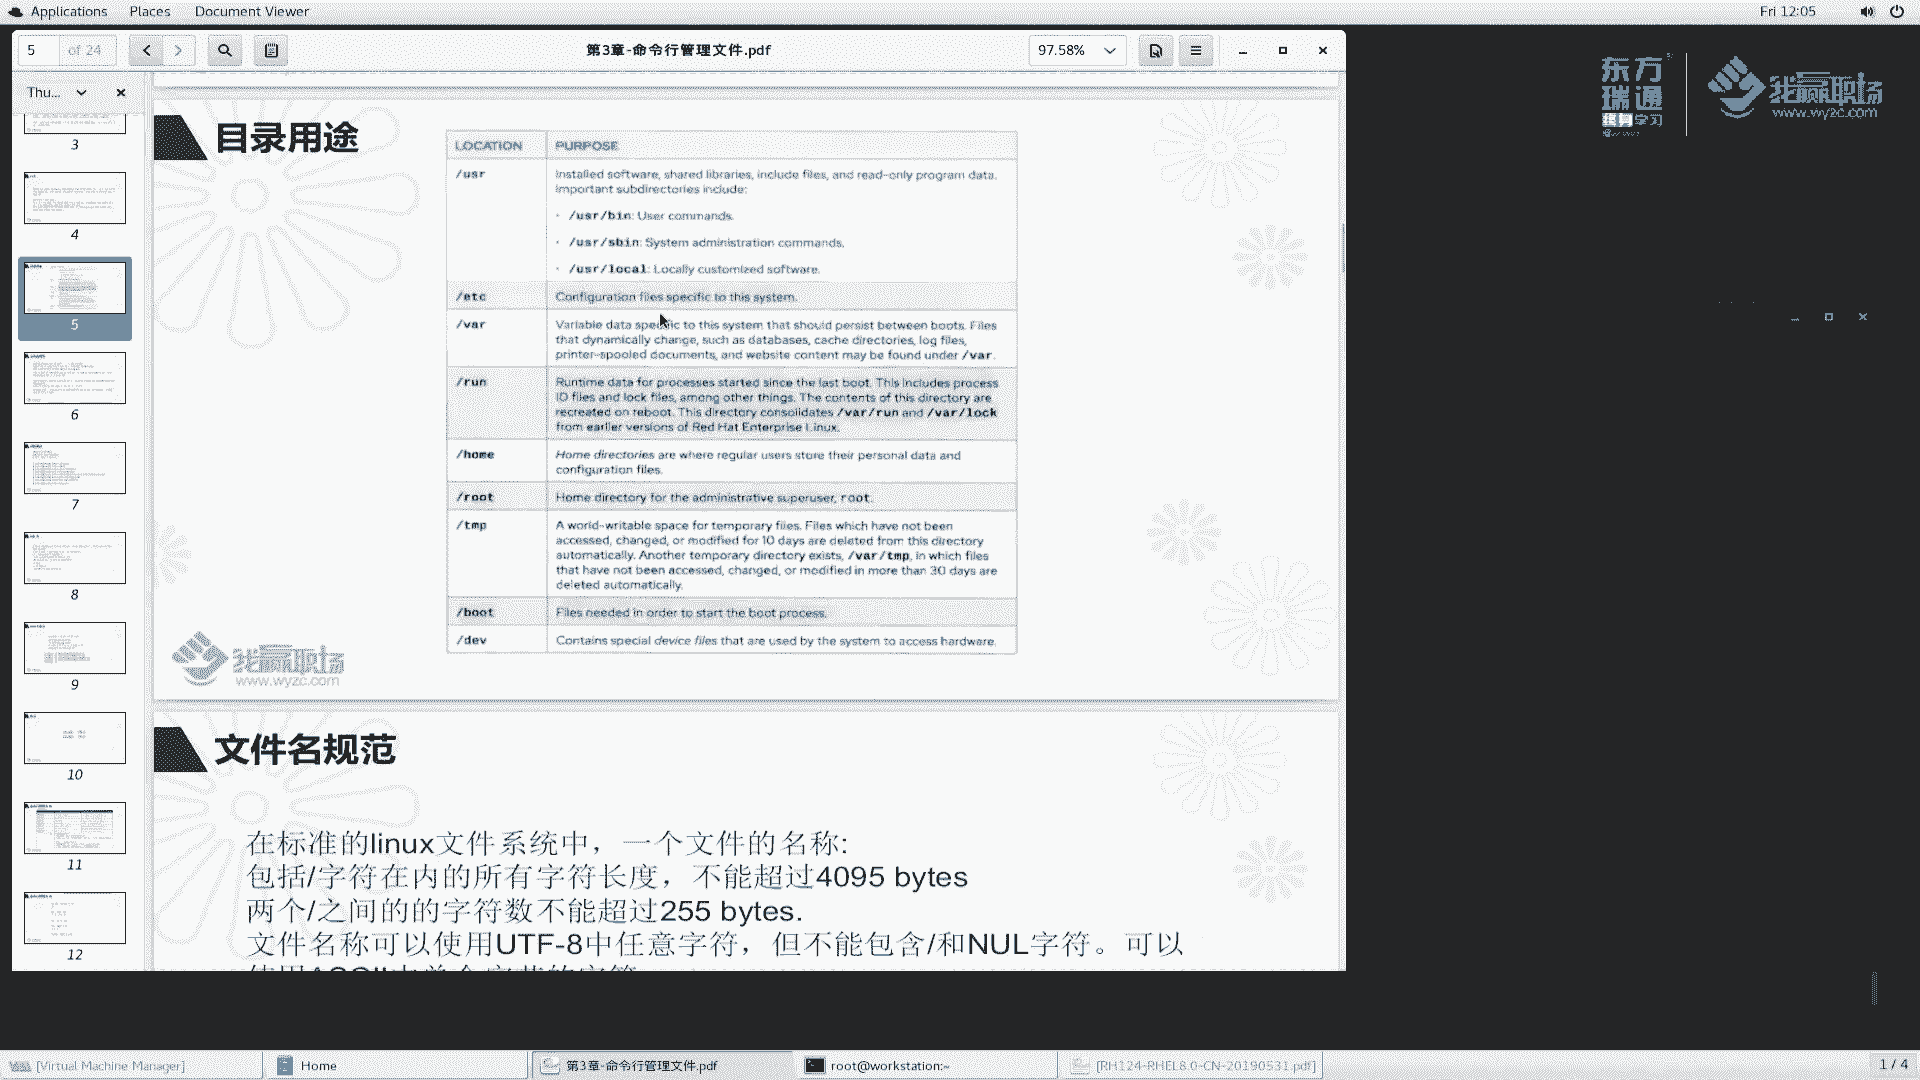 Applications Places Document Viewer
Fri 12:05
5 of 24
第3章-命令行管理文件.pdf
97.58%
Thu...
3
4
5
6
7
8
9
10
11
12
目录用途
LOCATION PURPOSE
/usr Installed software, shared libraries, include files, and read-only program data.
Important subdirectories include:
· /usr/bin: User commands.
· /usr/sbin: System administration commands.
· /usr/local: Locally customized software.
/etc Configuration files specific to this system.
/var Variable data specific to this system that should persist between boots. Files
that dynamically change, such as databases, cache directories, log files,
printer-spooled documents, and website content may be found under /var.
/run Runtime data for processes started since the last boot. This includes process
ID files and lock files, among other things. The contents of this directory are
recreated on reboot. This directory consolidates /var/run and /var/lock
from earlier versions of Red Hat Enterprise Linux.
/home Home directories are where regular users store their personal data and
configuration files.
/root Home directory for the administrative superuser, root.
/tmp A world-writable space for temporary files. Files which have not been
accessed, changed, or modified for 10 days are deleted from this directory
automatically. Another temporary directory exists, /var/tmp, in which files
that have not been accessed, changed, or modified in more than 30 days are
deleted automatically.
/boot Files needed in order to start the boot process.
/dev Contains special device files that are used by the system to access hardware.
我赢职场
www.wyzc.com
文件名规范
在标准的linux文件系统中，一个文件的名称:
包括/字符在内的所有字符长度，不能超过4095 bytes
两个/之间的的字符数不能超过255 bytes.
文件名称可以使用UTF-8中任意字符，但不能包含/和NUL字符。可以
东方
瑞通
终身学习
我赢职场
www.wyzc.com
[Virtual Machine Manager]
Home
第3章-命令行管理文件.pdf
root@workstation:~
[RH124-RHEL8.0-CN-20190531.pdf]
1 / 4